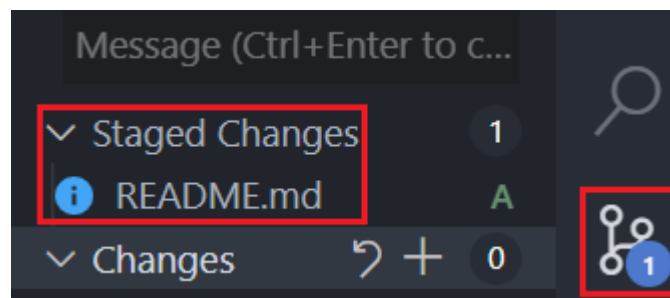 Message (Ctrl+Enter to c...
Staged Changes 1
i README.md A
Changes 0
1